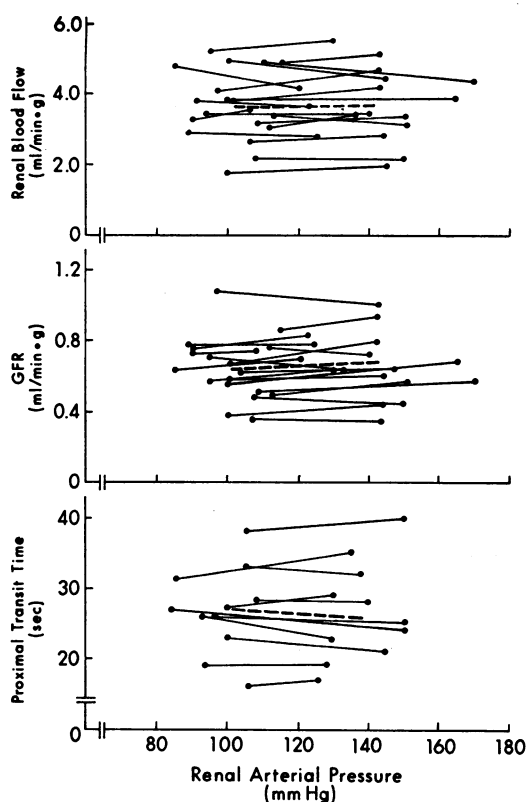 Renal Blood Flow
(ml/min•g)
6.0
4.0
2.0
0
GFR
(ml/min•g)
1.2
0.8
0.4
0
Proximal Transit Time
(sec)
40
30
20
0
80 100 120 140 160 180
Renal Arterial Pressure
(mm Hg)